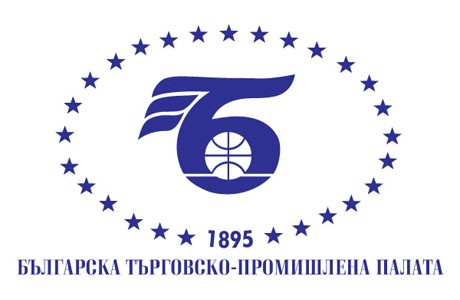 1895
БЪЛГАРСКА ТЪРГОВСКО-ПРОМИШЛЕНА ПАЛАТА